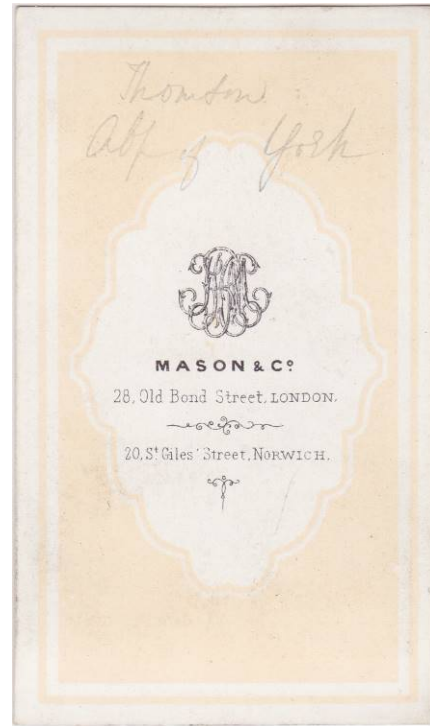 Thomson
Abp of York
MASON & Cº
28, Old Bond Street, LONDON.
20, Sᵗ Giles' Street, NORWICH.